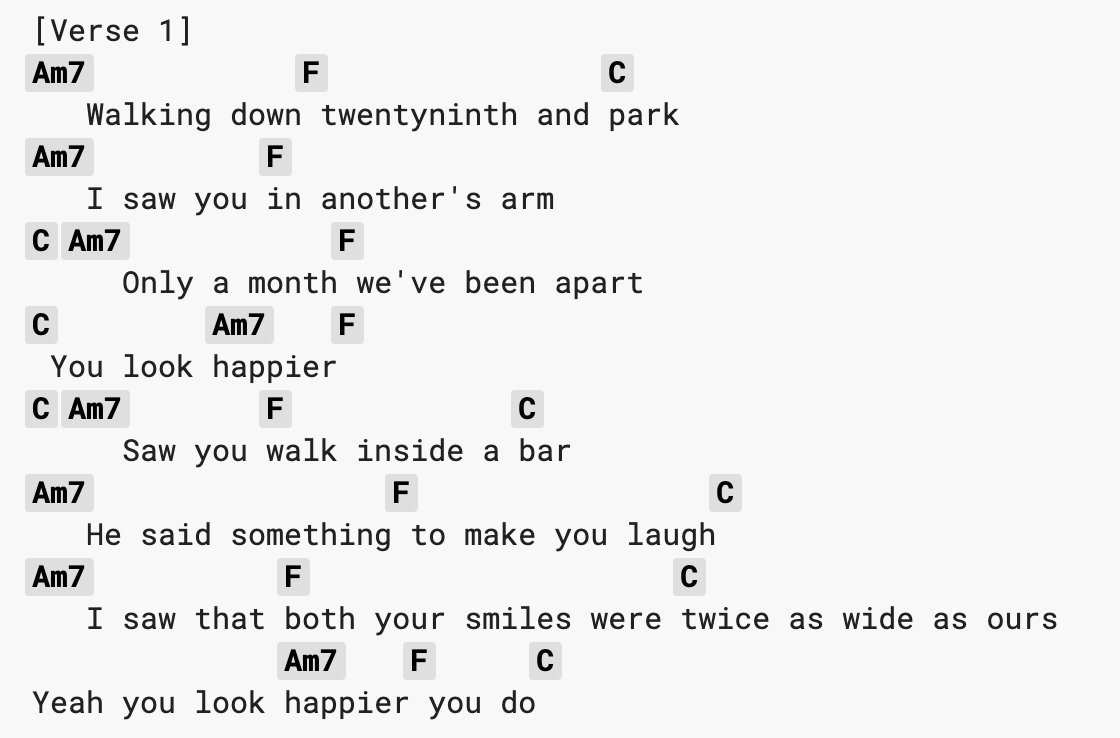 [Verse 1]
Am7 F C
Walking down twentyninth and park
Am7 F
I saw you in another's arm
C Am7 F
Only a month we've been apart
C Am7 F
You look happier
C Am7 F C
Saw you walk inside a bar
Am7 F C
He said something to make you laugh
Am7 F C
I saw that both your smiles were twice as wide as ours
Am7 F C
Yeah you look happier you do